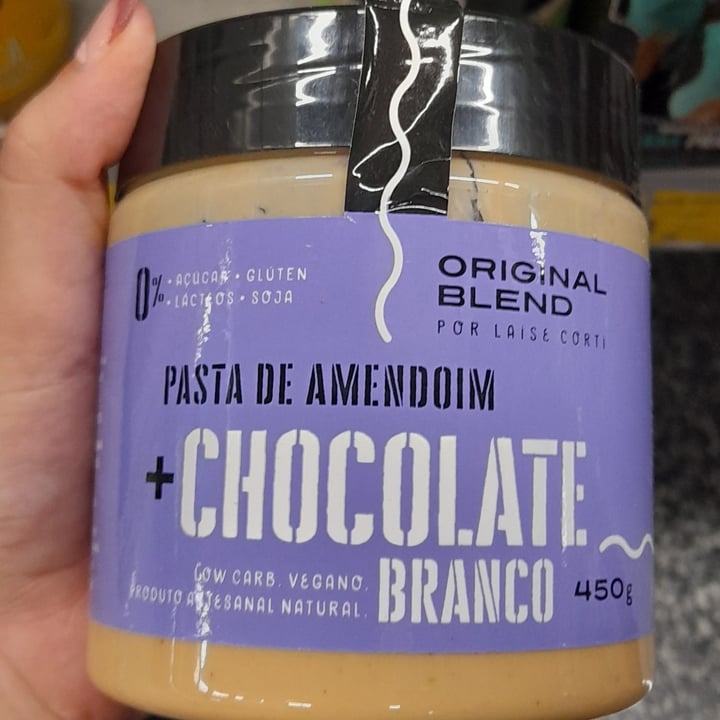 0% • AÇÚCAR • GLÚTEN
• LÁCTEOS • SOJA
ORIGINAL
BLEND
POR LAISE CORTI
PASTA DE AMENDOIM
+CHOCOLATE
BRANCO
LOW CARB. VEGANO.
PRODUTO ARTESANAL NATURAL.
450g